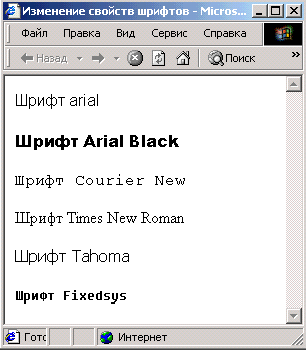 Изменение свойств шрифтов - Micros...
Файл Правка Вид Сервис Справка
Назад Поиск
Шрифт arial
Шрифт Arial Black
Шрифт Courier New
Шрифт Times New Roman
Шрифт Tahoma
Шрифт Fixedsys
Гото Интернет